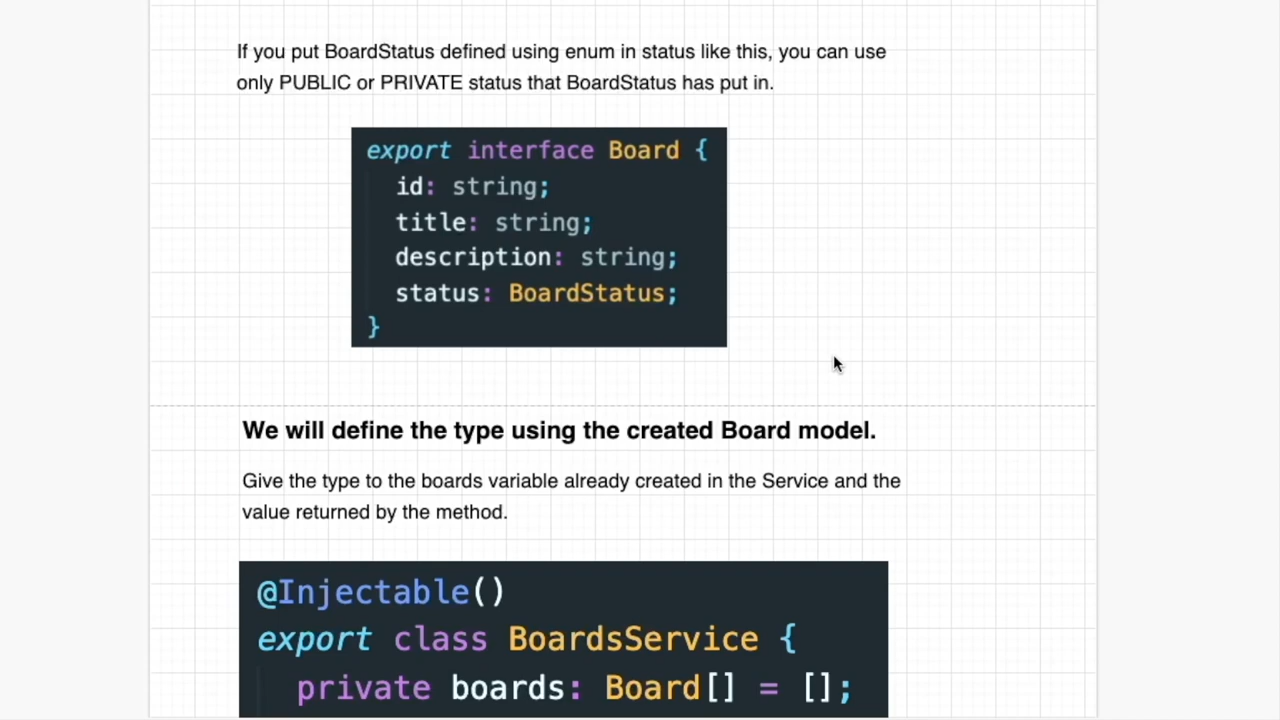 If you put BoardStatus defined using enum in status like this, you can use
only PUBLIC or PRIVATE status that BoardStatus has put in.
export interface Board {
id: string;
title: string;
description: string;
status: BoardStatus;
}
We will define the type using the created Board model.
Give the type to the boards variable already created in the Service and the
value returned by the method.
@Injectable()
export class BoardsService {
private boards: Board[] = [];